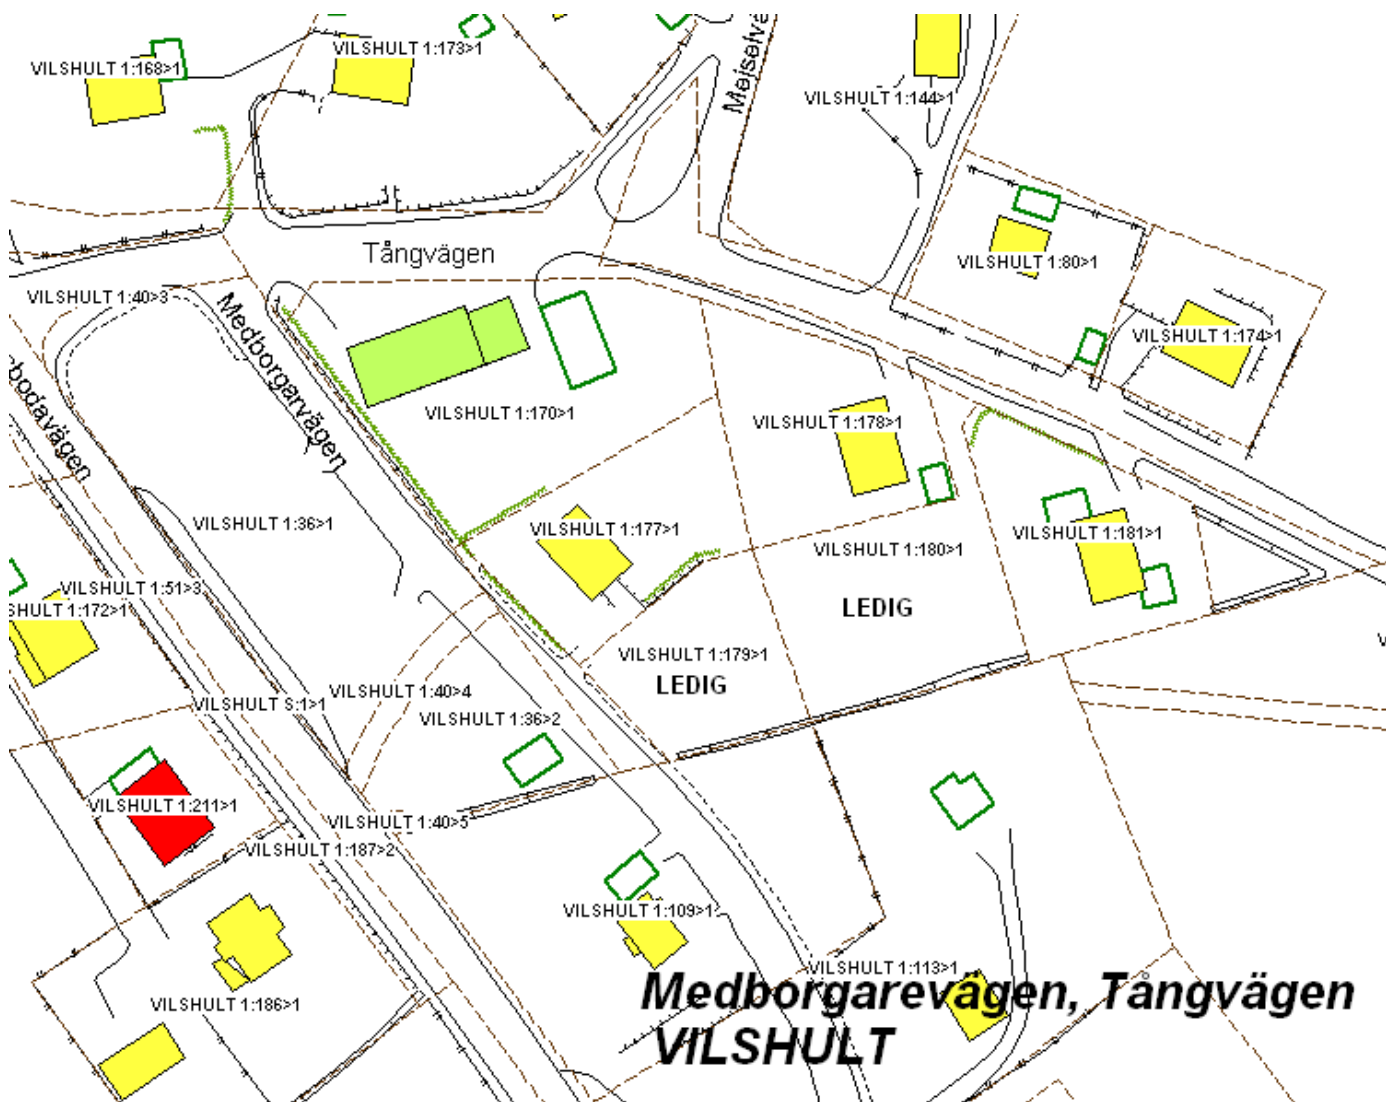 VILSHULT 1:173>1
VILSHULT 1:168>1
VILSHULT 1:144>1
Tångvägen
VILSHULT 1:80>1
VILSHULT 1:40>3
VILSHULT 1:174>1
Medborgarvägen
VILSHULT 1:170>1
VILSHULT 1:178>1
VILSHULT 1:36>1
VILSHULT 1:177>1
VILSHULT 1:181>1
VILSHULT 1:180>1
VILSHULT 1:51>3
SHULT 1:172>1
LEDIG
VILSHULT 1:179>1
LEDIG
VILSHULT 1:40>4
VILSHULT S:1>1
VILSHULT 1:36>2
VILSHULT 1:211>1
VILSHULT 1:40>5
VILSHULT 1:187>2
VILSHULT 1:109>1
VILSHULT 1:113>1
VILSHULT 1:186>1
Medborgarevägen, Tångvägen
VILSHULT